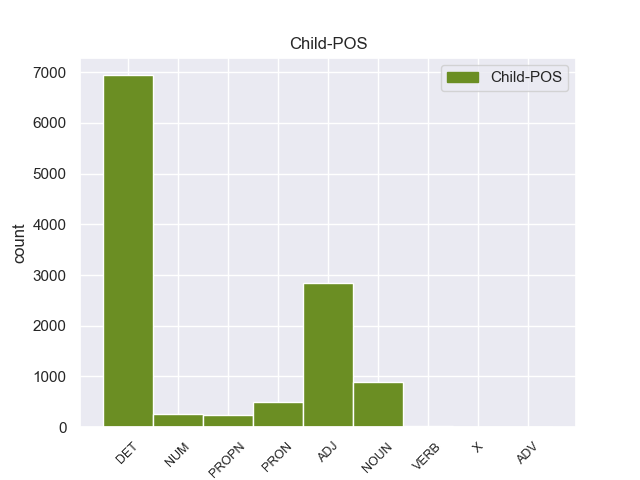 Child-POS
Child-POS
7000
6000
5000
4000
3000
2000
1000
0
count
DET NUM PROPN PRON ADJ NOUN VERB X ADV